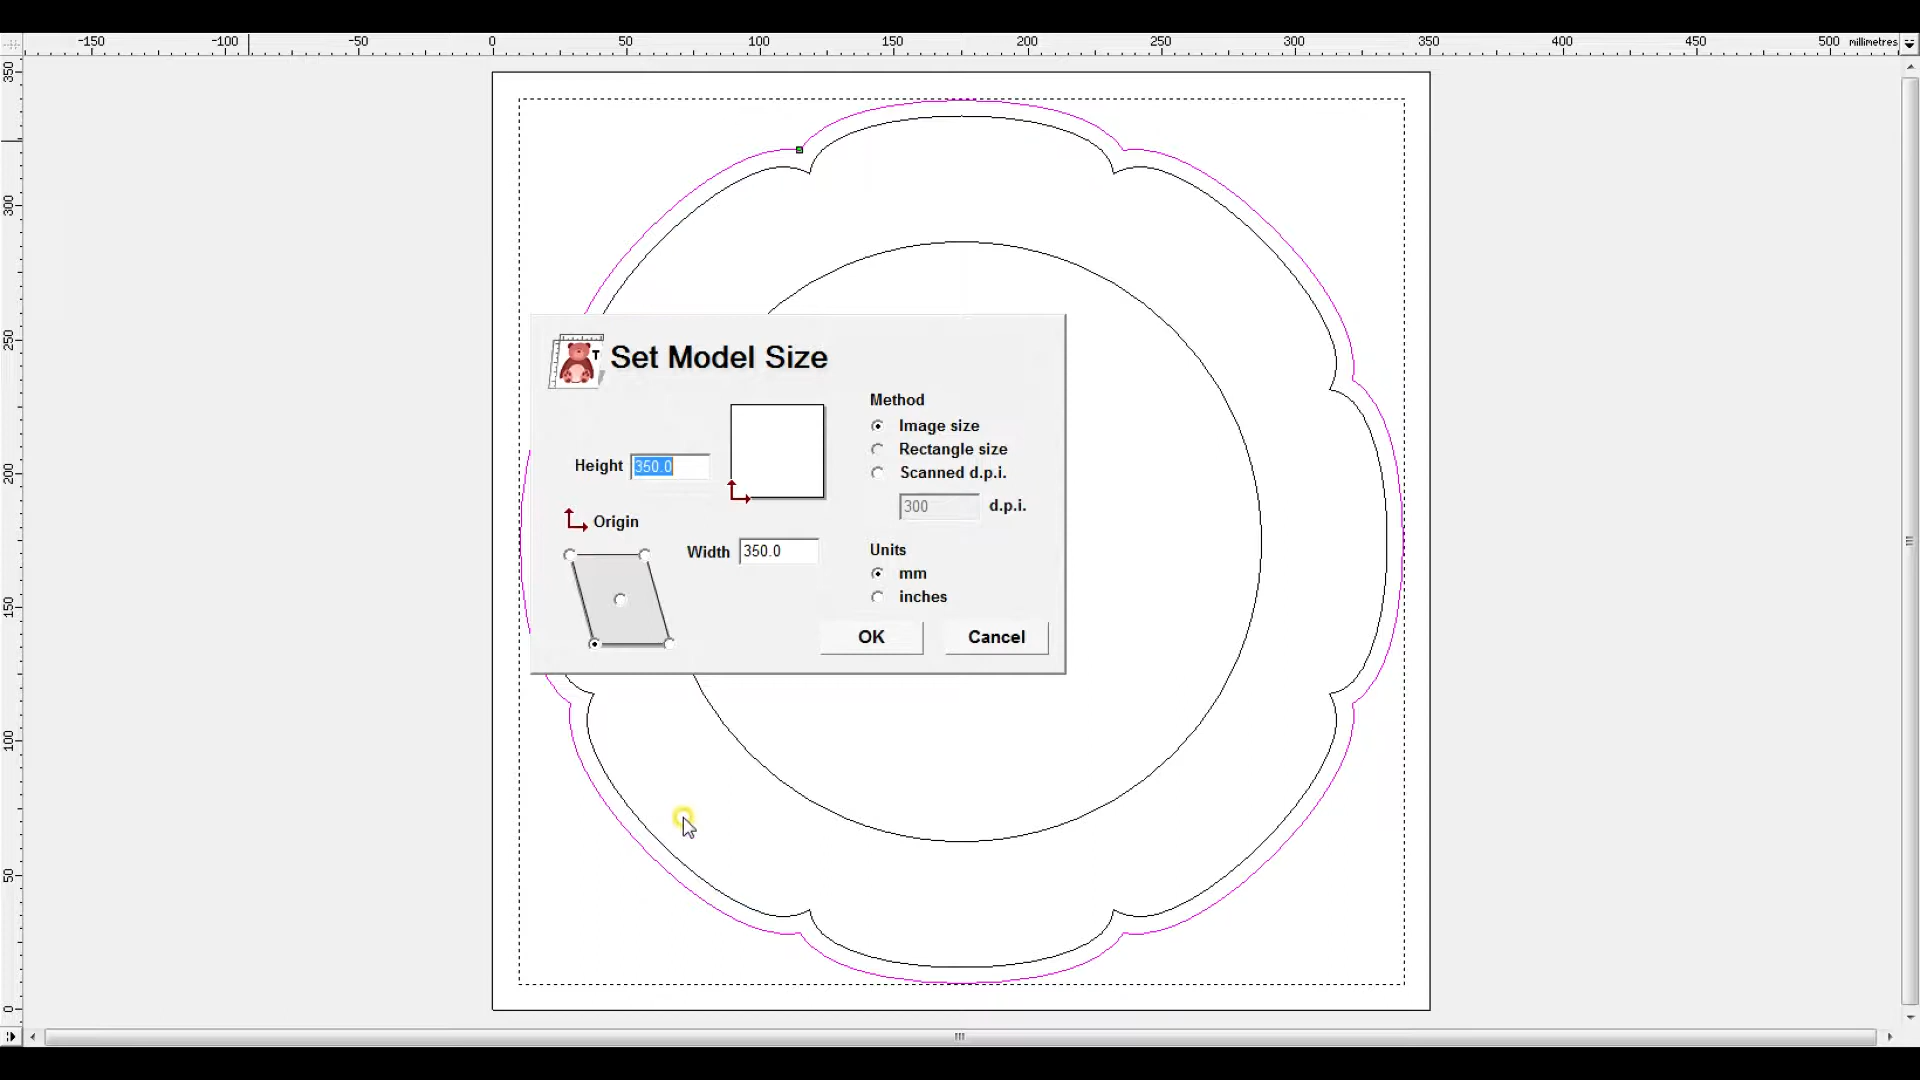 -150 -100 -50 0 50 100 150 200 250 300 350 400 450 500 millimetres
350
300
250
200
150
100
50
0
T
Set Model Size
Method
Image size
Rectangle size
Scanned d.p.i.
300 d.p.i.
Height 350.0
Origin
Width 350.0
Units
mm
inches
OK Cancel